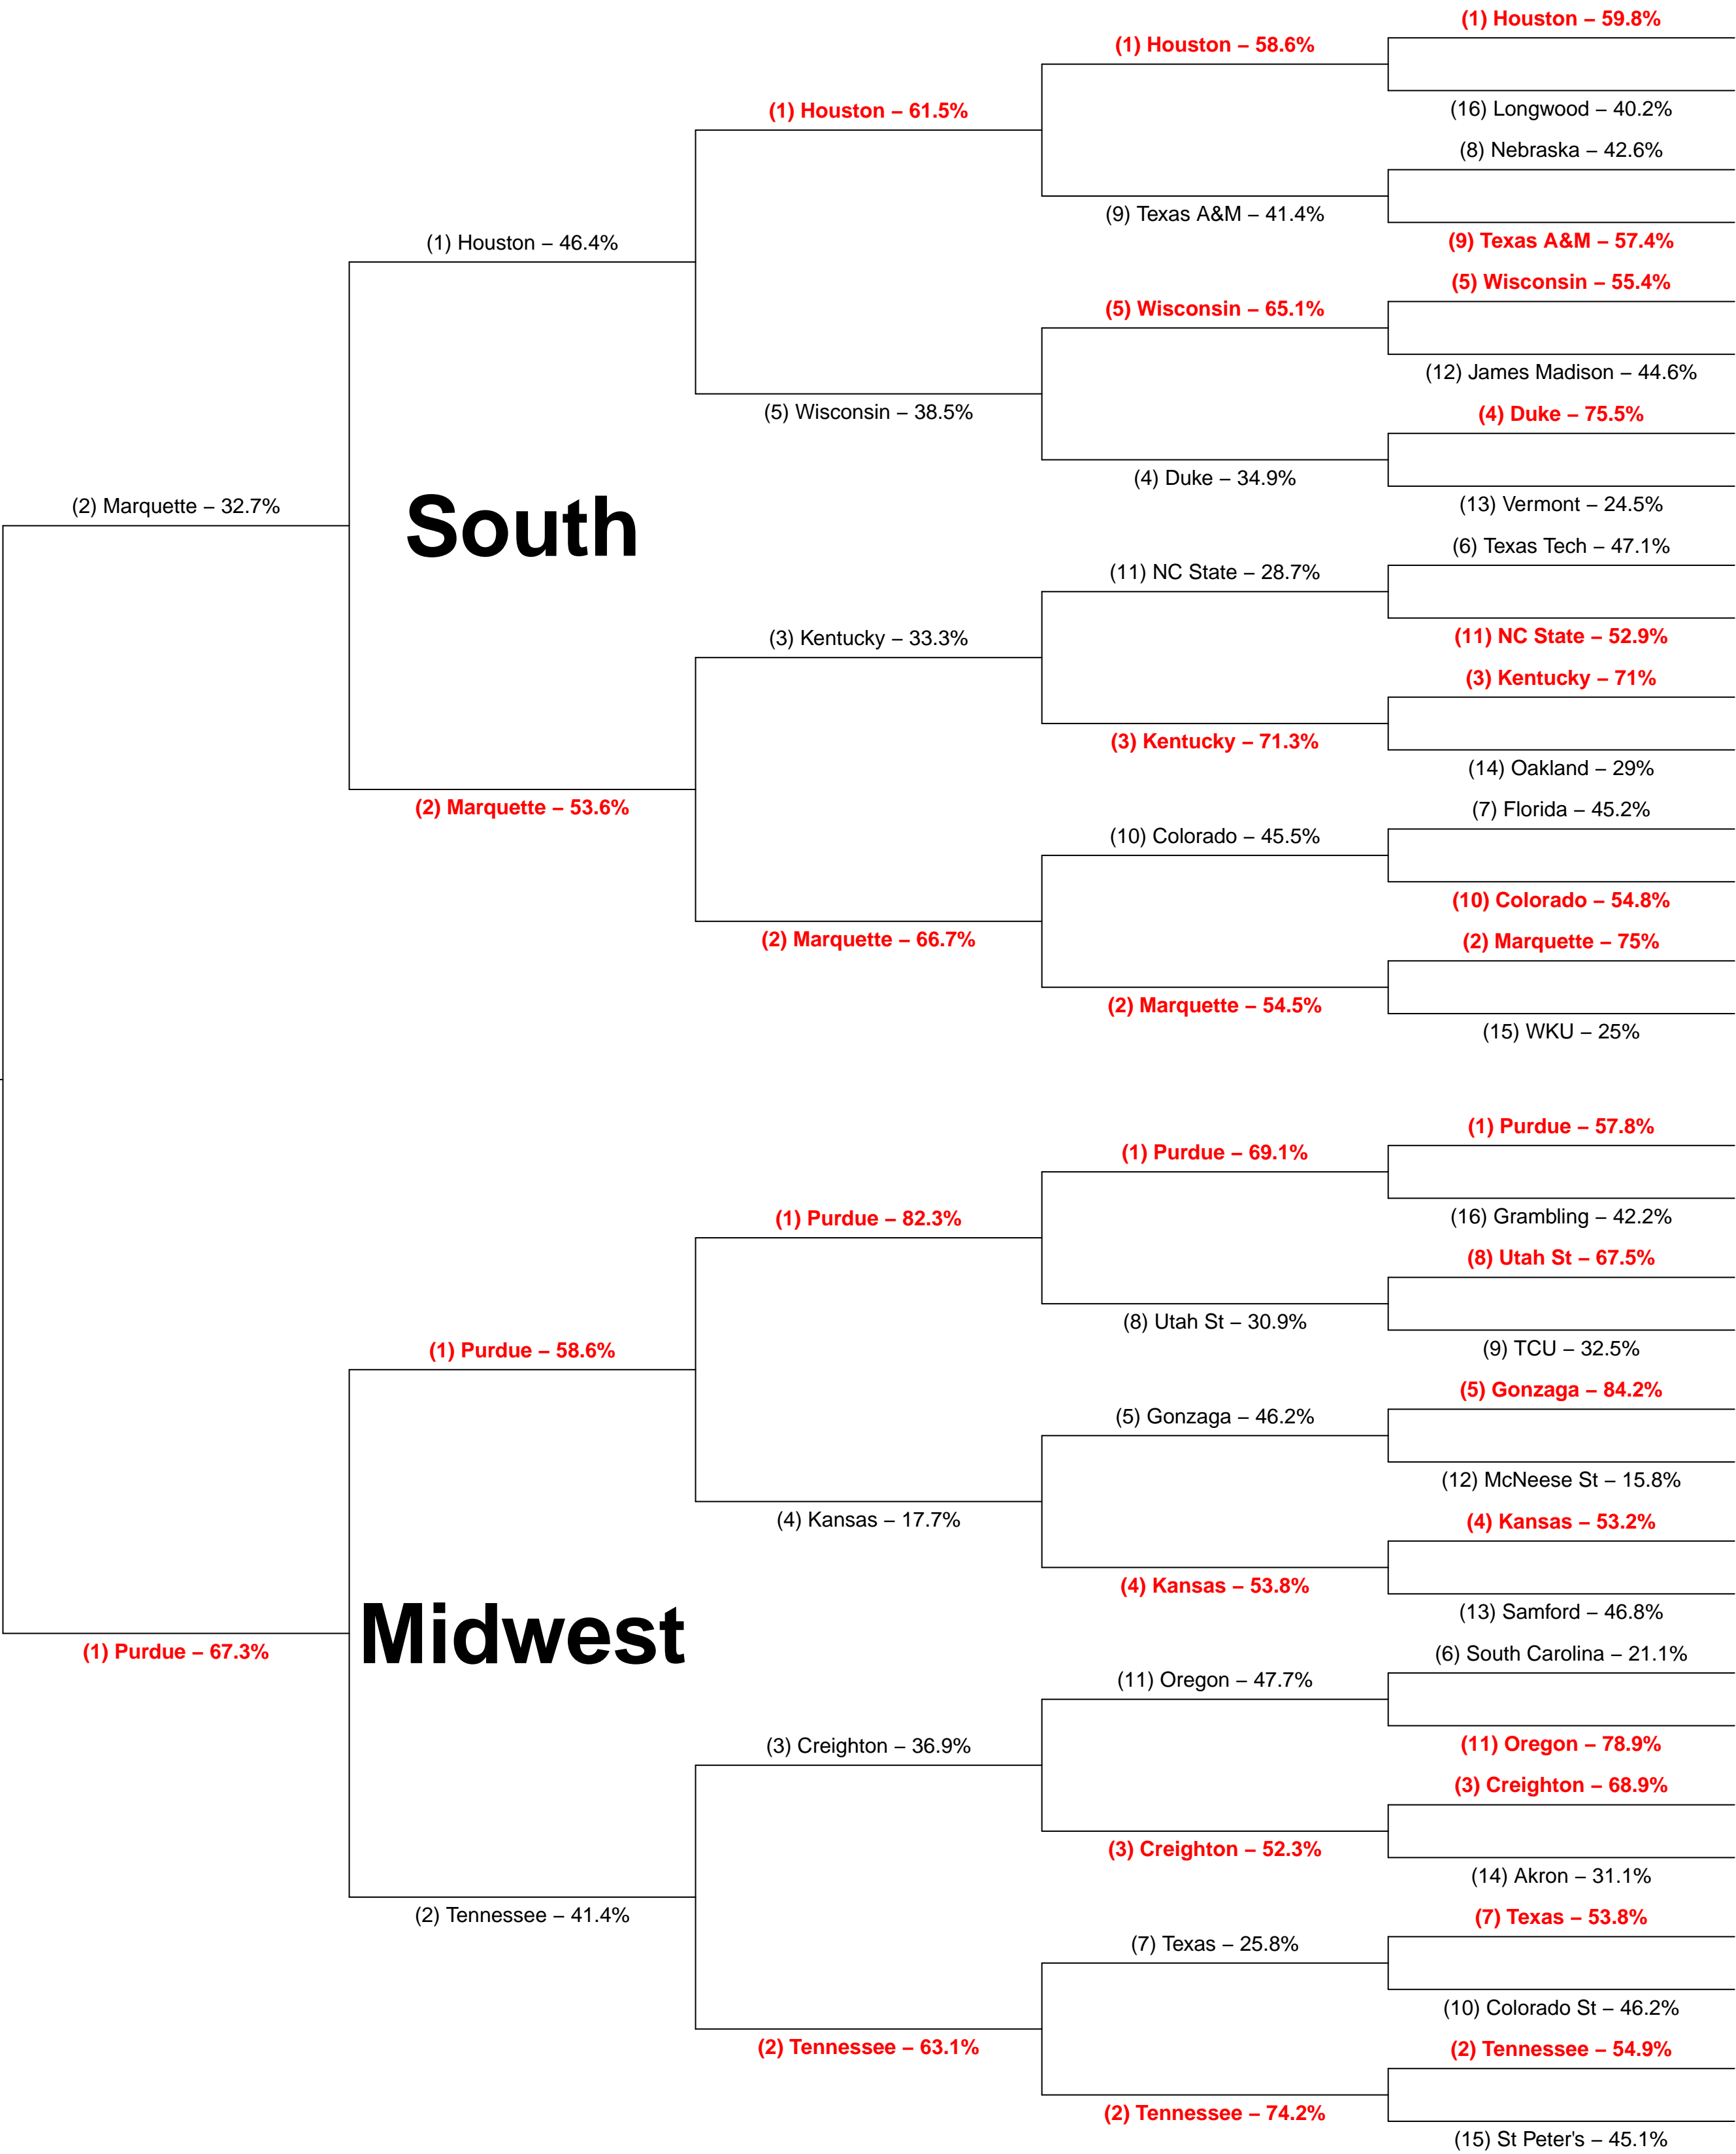 (1) Houston – 59.8%
(1) Houston – 58.6%
(1) Houston – 61.5%
(16) Longwood – 40.2%
(8) Nebraska – 42.6%
(9) Texas A&M – 41.4%
(1) Houston – 46.4%
(9) Texas A&M – 57.4%
(5) Wisconsin – 55.4%
(5) Wisconsin – 65.1%
(12) James Madison – 44.6%
(5) Wisconsin – 38.5%
(4) Duke – 75.5%
(4) Duke – 34.9%
(2) Marquette – 32.7%
South
(13) Vermont – 24.5%
(6) Texas Tech – 47.1%
(11) NC State – 28.7%
(3) Kentucky – 33.3%
(11) NC State – 52.9%
(3) Kentucky – 71%
(3) Kentucky – 71.3%
(14) Oakland – 29%
(2) Marquette – 53.6%
(7) Florida – 45.2%
(10) Colorado – 45.5%
(10) Colorado – 54.8%
(2) Marquette – 66.7%
(2) Marquette – 75%
(2) Marquette – 54.5%
(15) WKU – 25%
(1) Purdue – 57.8%
(1) Purdue – 69.1%
(1) Purdue – 82.3%
(16) Grambling – 42.2%
(8) Utah St – 67.5%
(8) Utah St – 30.9%
(1) Purdue – 58.6%
(9) TCU – 32.5%
(5) Gonzaga – 84.2%
(5) Gonzaga – 46.2%
(12) McNeese St – 15.8%
(4) Kansas – 17.7%
(4) Kansas – 53.2%
(4) Kansas – 53.8%
(13) Samford – 46.8%
Midwest
(1) Purdue – 67.3%
(6) South Carolina – 21.1%
(11) Oregon – 47.7%
(3) Creighton – 36.9%
(11) Oregon – 78.9%
(3) Creighton – 68.9%
(3) Creighton – 52.3%
(14) Akron – 31.1%
(2) Tennessee – 41.4%
(7) Texas – 53.8%
(7) Texas – 25.8%
(10) Colorado St – 46.2%
(2) Tennessee – 63.1%
(2) Tennessee – 54.9%
(2) Tennessee – 74.2%
(15) St Peter's – 45.1%